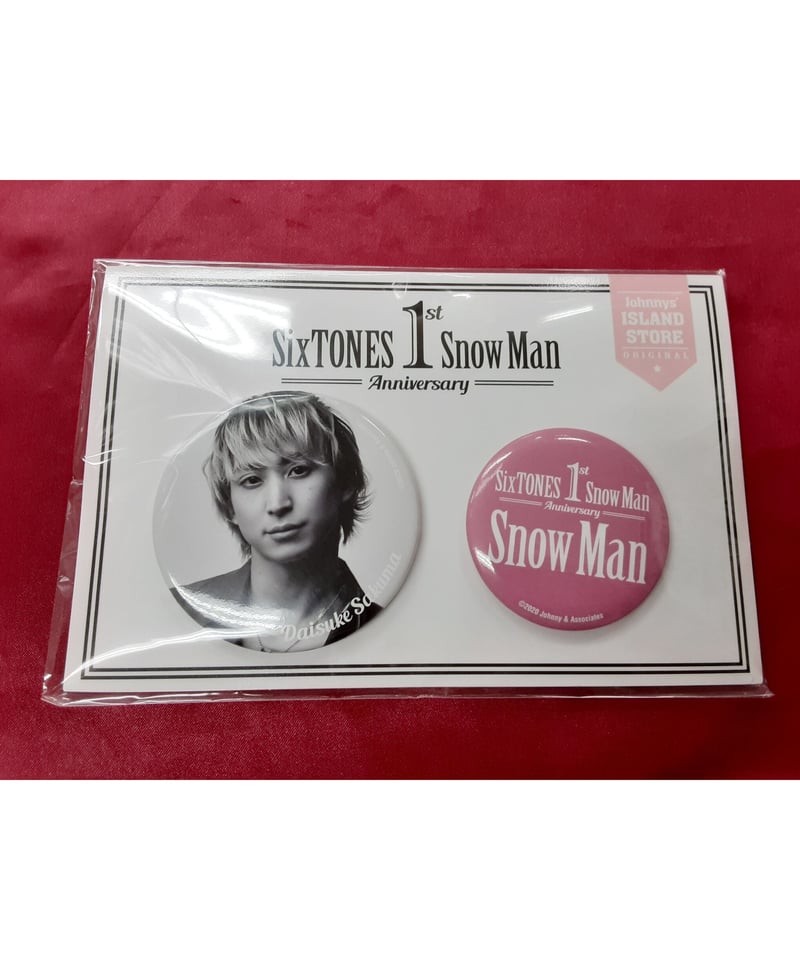 SixTONES 1st Snow Man
Anniversary
Johnnys'
ISLAND
STORE
ORIGINAL
Daisuke Sakuma
SixTONES 1st Snow Man
Anniversary
Snow Man
©2020 Johnny & Associates